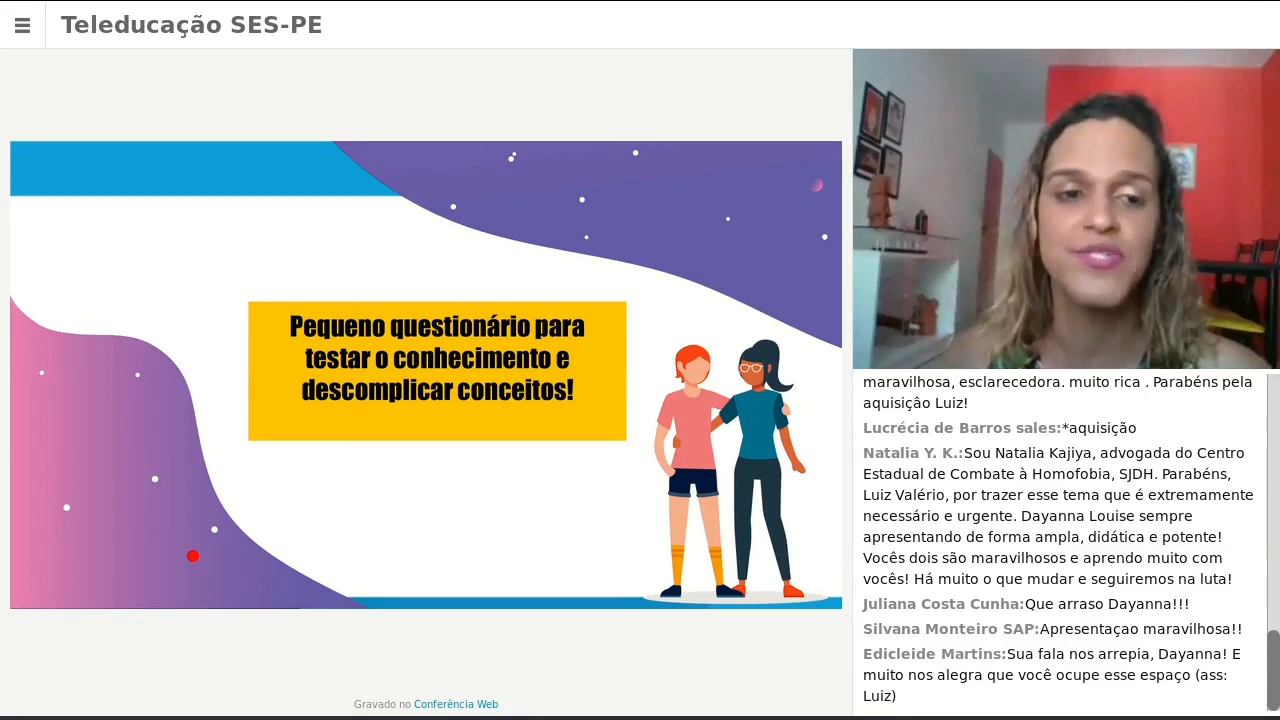 Teleducação SES-PE
Pequeno questionário para
testar o conhecimento e
descomplicar conceitos!
maravilhosa, esclarecedora. muito rica . Parabéns pela
aquisição Luiz!
Lucrécia de Barros sales:*aquisição
Natalia Y. K.:Sou Natalia Kajiya, advogada do Centro
Estadual de Combate à Homofobia, SJDH. Parabéns,
Luiz Valério, por trazer esse tema que é extremamente
necessário e urgente. Dayanna Louise sempre
apresentando de forma ampla, didática e potente!
Vocês dois são maravilhosos e aprendo muito com
vocês! Há muito o que mudar e seguiremos na luta!
Juliana Costa Cunha:Que arraso Dayanna!!!
Silvana Monteiro SAP:Apresentaçao maravilhosa!!
Edicleide Martins:Sua fala nos arrepia, Dayanna! E
muito nos alegra que você ocupe esse espaço (ass:
Luiz)
Gravado no Conferência Web